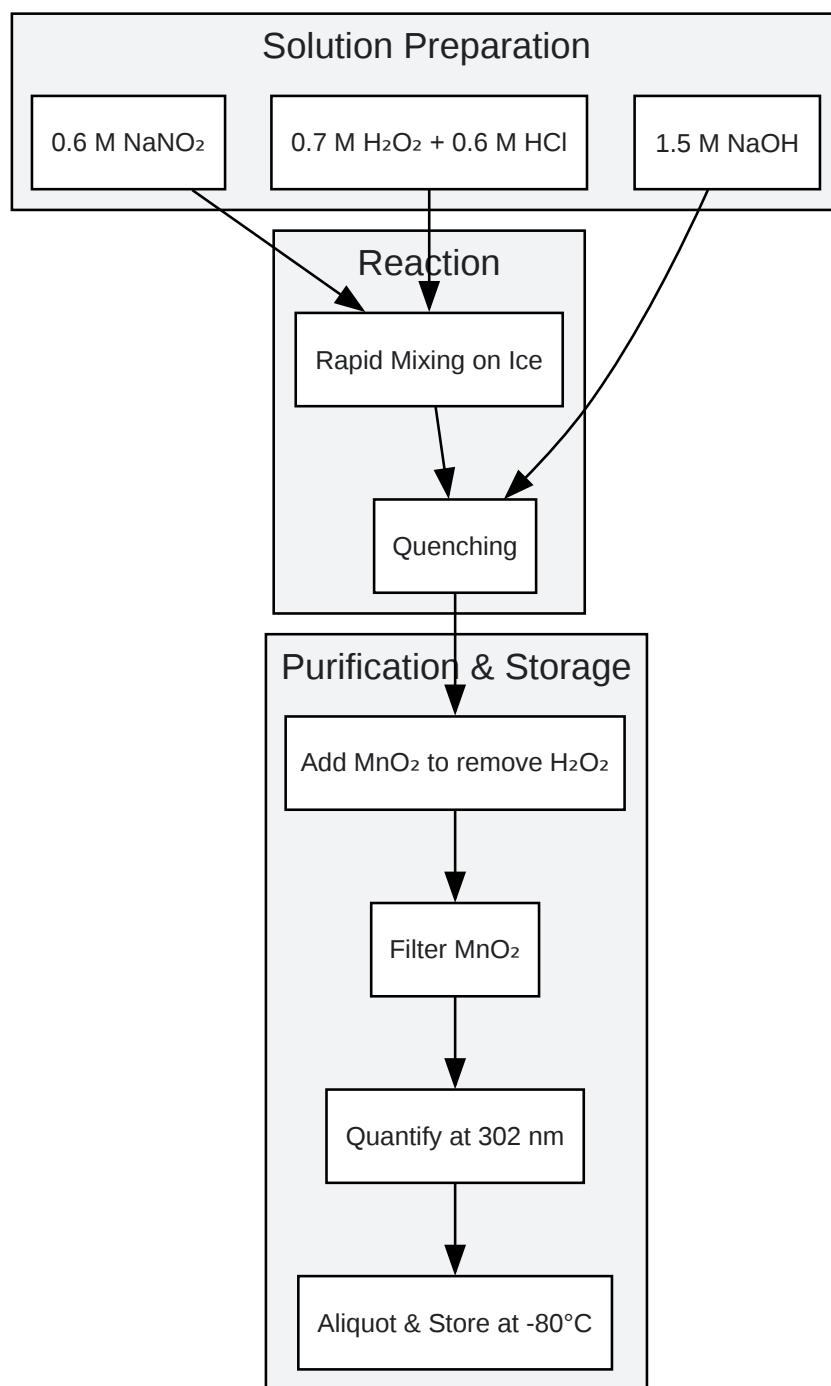 Solution Preparation
0.6 M NaNO₂
0.7 M H₂O₂ + 0.6 M HCl
1.5 M NaOH
Reaction
Rapid Mixing on Ice
Quenching
Purification & Storage
Add MnO₂ to remove H₂O₂
Filter MnO₂
Quantify at 302 nm
Aliquot & Store at -80°C